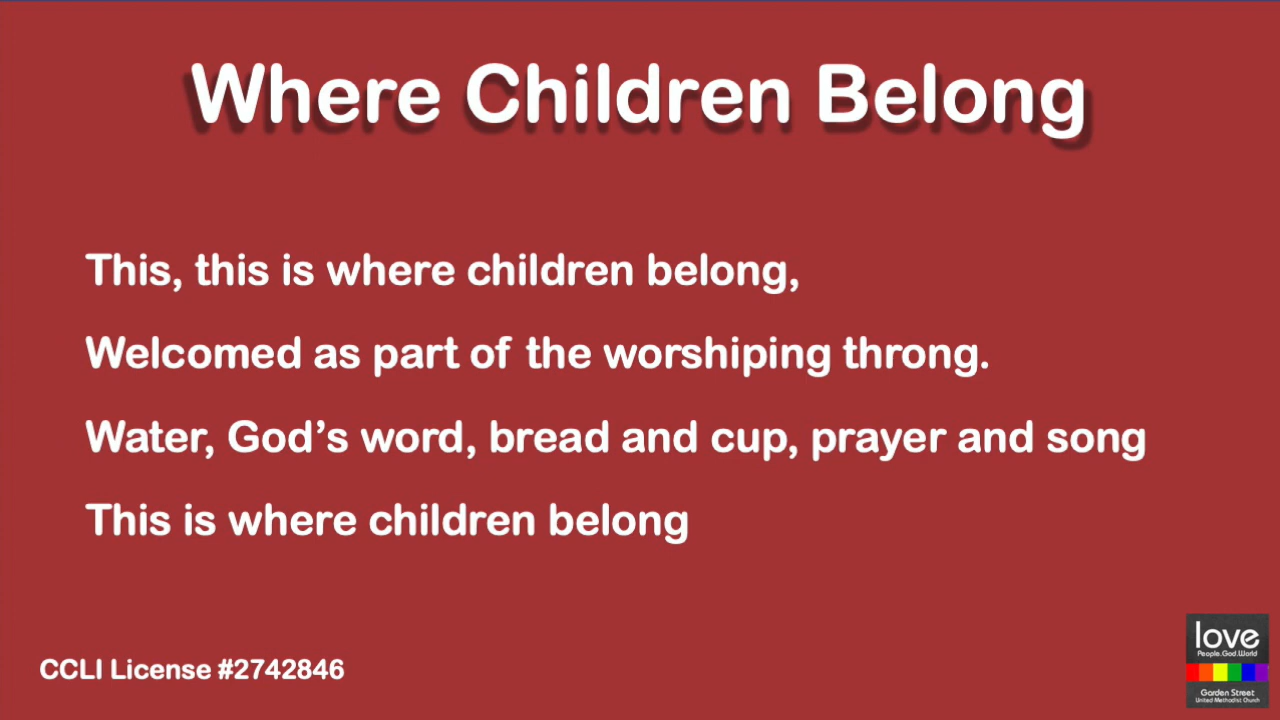 Where Children Belong
This, this is where children belong,
Welcomed as part of the worshiping throng.
Water, God’s word, bread and cup, prayer and song
This is where children belong
CCLI License #2742846
love
People.God.World
Garden Street
United Methodist Church